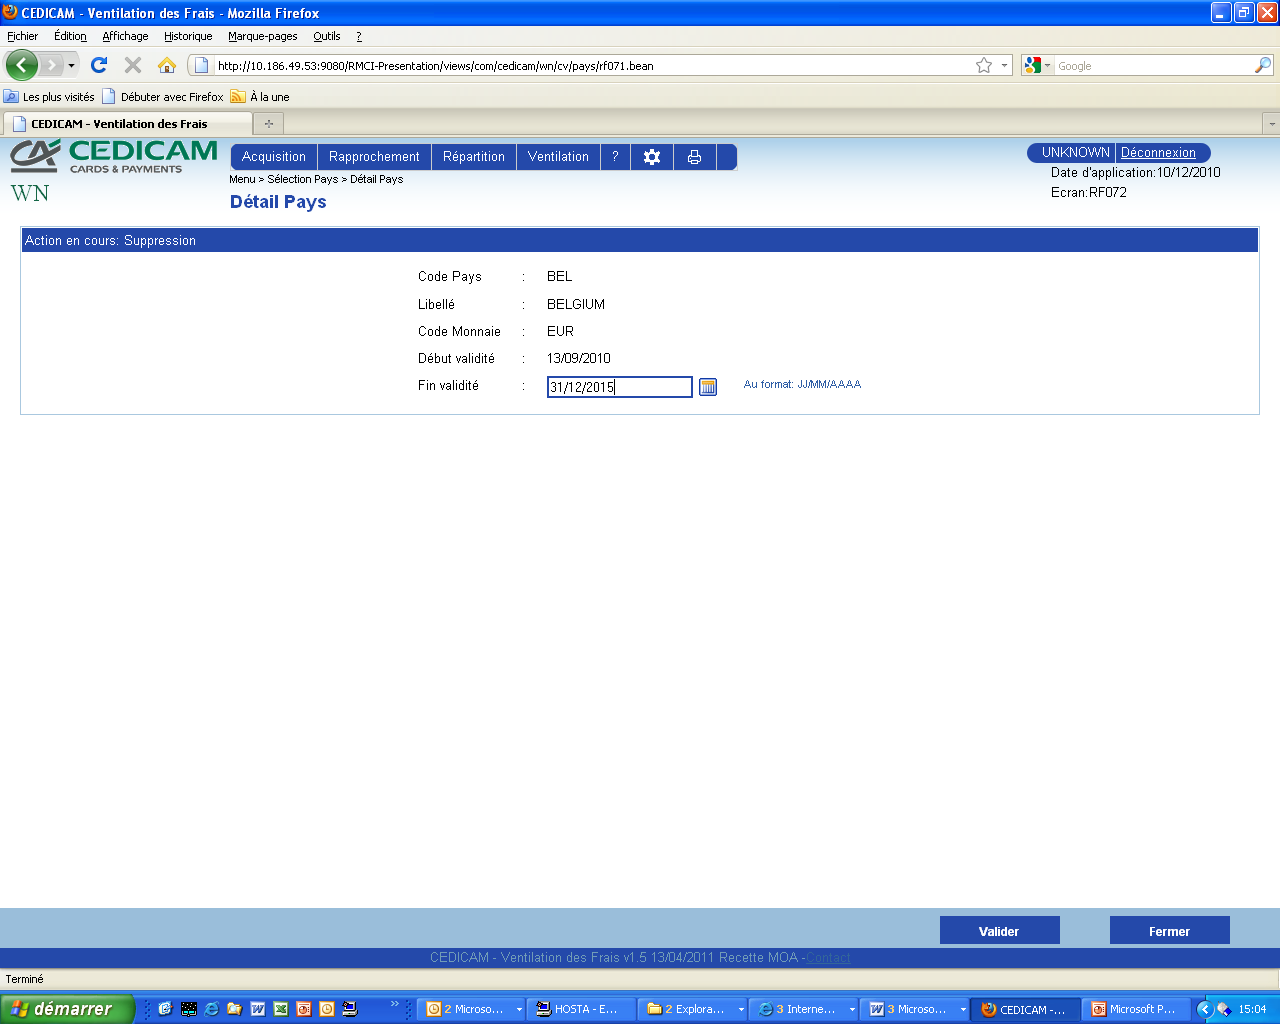 CEDICAM - Ventilation des Frais - Mozilla Firefox
Fichier Édition Affichage Historique Marque-pages Outils ?
http://10.186.49.53:9080/RMCI-Presentation/views/com/cedicam/wn/cv/pays/rf071.bean
Google
Les plus visités Débuter avec Firefox À la une
CEDICAM - Ventilation des Frais
CEDICAM
CARDS & PAYMENTS
WN
Acquisition Rapprochement Répartition Ventilation ?
UNKNOWN Déconnexion
Menu > Sélection Pays > Détail Pays
Date d'application:10/12/2010
Détail Pays
Ecran:RF072
Action en cours: Suppression
Code Pays : BEL
Libellé : BELGIUM
Code Monnaie : EUR
Début validité : 13/09/2010
Fin validité : 31/12/2015 Au format: JJ/MM/AAAA
Valider Fermer
CEDICAM - Ventilation des Frais v1.5 13/04/2011 Recette MOA -Contact
Terminé
démarrer 2 Microso... HOSTA - E... 2 Explora... 3 Interne... 3 Microso... CEDICAM -... Microsoft P... 15:04